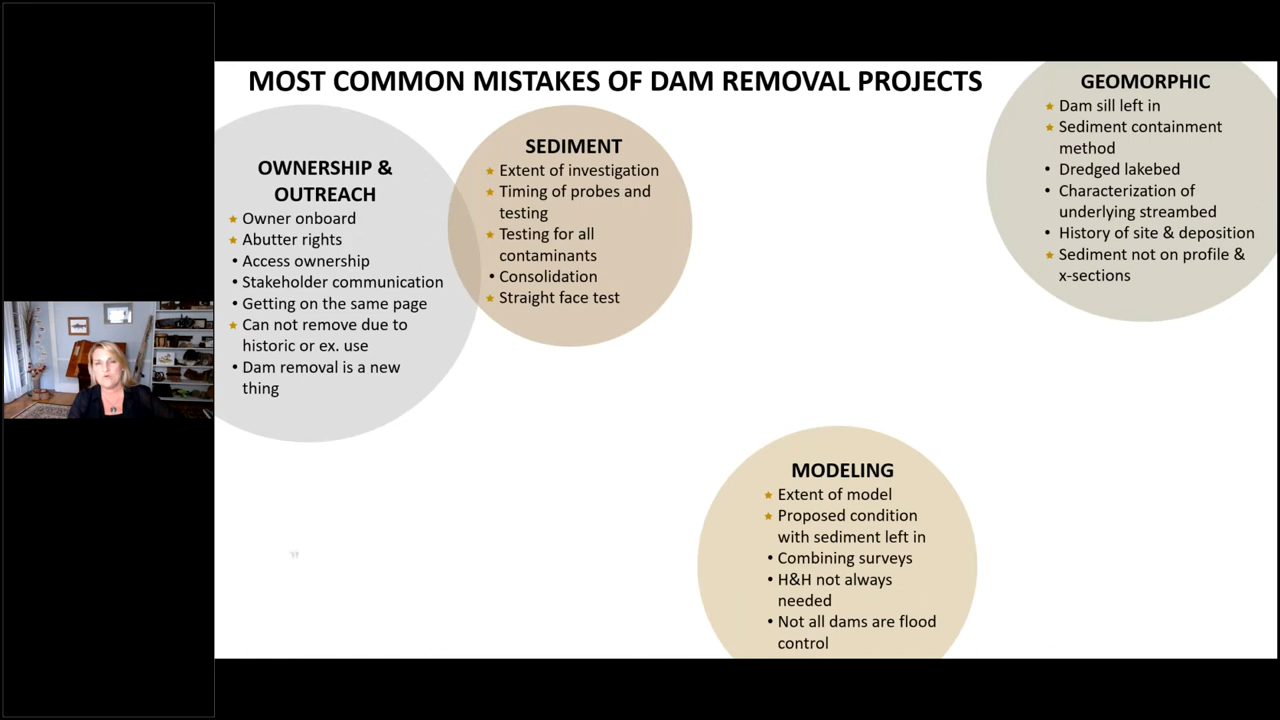 MOST COMMON MISTAKES OF DAM REMOVAL PROJECTS
OWNERSHIP &
OUTREACH
Owner onboard
Abutter rights
• Access ownership
• Stakeholder communication
• Getting on the same page
Can not remove due to
historic or ex. use
• Dam removal is a new
thing
SEDIMENT
Extent of investigation
Timing of probes and
testing
Testing for all
contaminants
• Consolidation
Straight face test
GEOMORPHIC
Dam sill left in
Sediment containment
method
• Dredged lakebed
• Characterization of
underlying streambed
• History of site & deposition
Sediment not on profile &
x-sections
MODELING
Extent of model
Proposed condition
with sediment left in
• Combining surveys
• H&H not always
needed
• Not all dams are flood
control